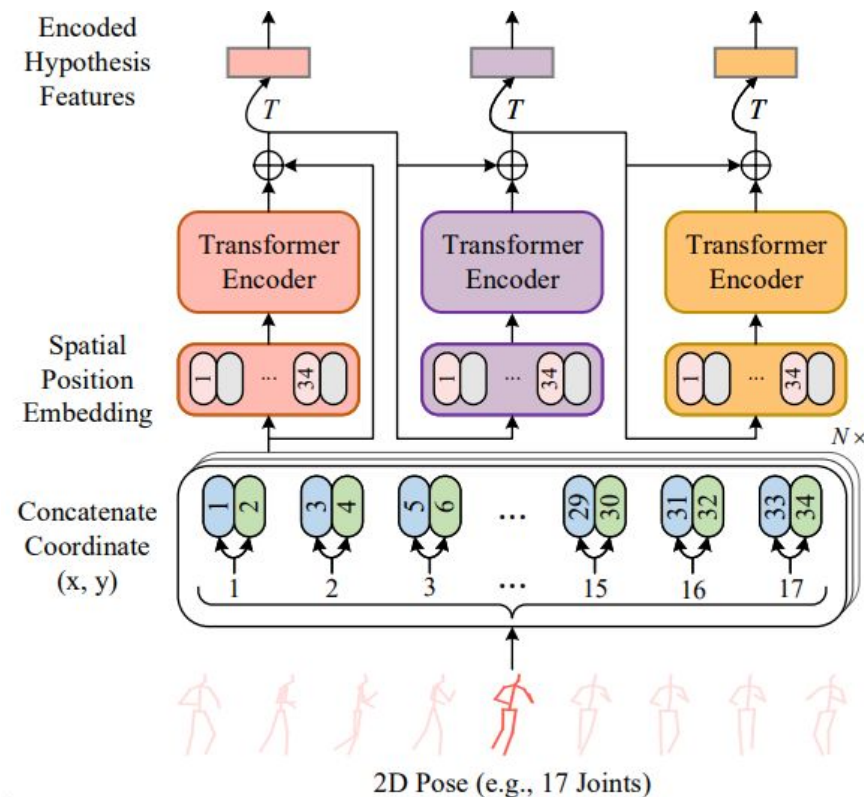 Encoded
Hypothesis
Features
T
T
T
Transformer
Encoder
Transformer
Encoder
Transformer
Encoder
Spatial
Position
Embedding
1 ... 34
1 ... 34
1 ... 34
N ×
Concatenate
Coordinate
(x, y)
1 2 3 4 5 6 ... 29 30 31 32 33 34
1 2 3 ... 15 16 17
2D Pose (e.g., 17 Joints)